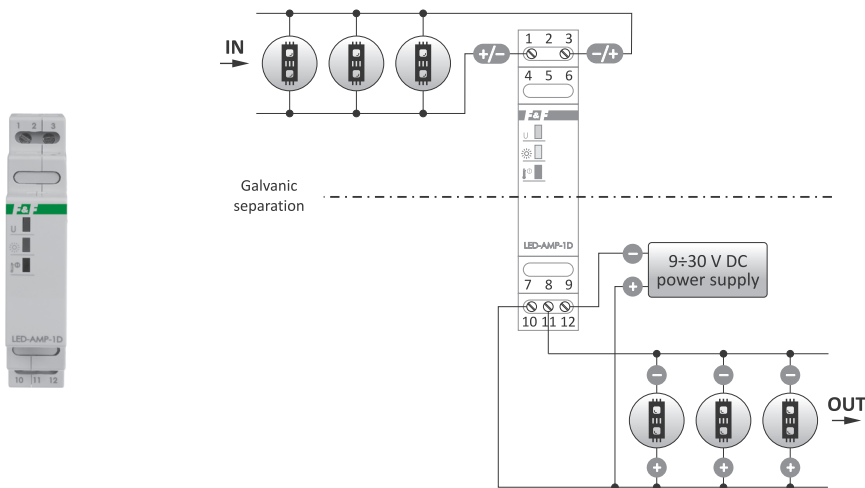 1 2 3
F&F
U
LED-AMP-1D
10 11 12
IN
+/−
1 2 3
−/+
4 5 6
F&F
U
Galvanic
separation
LED-AMP-1D
7 8 9
10 11 12
−
9÷30 V DC
+
power supply
− − −
OUT
+ + +